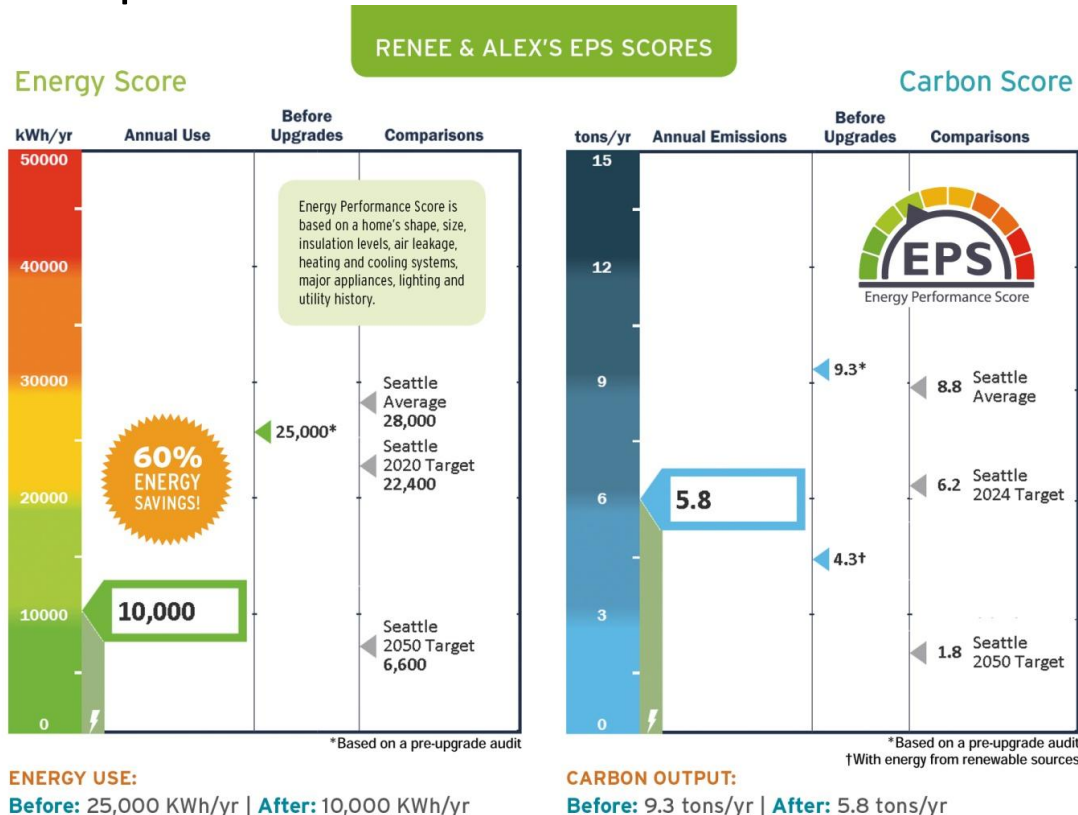 RENEE & ALEX'S EPS SCORES
Energy Score
kWh/yr
Annual Use
Before
Upgrades
Comparisons
50000
40000
30000
20000
10000
0
Energy Performance Score is
based on a home's shape, size,
insulation levels, air leakage,
heating and cooling systems,
major appliances, lighting and
utility history.
60%
ENERGY
SAVINGS!
10,000
25,000*
Seattle
Average
28,000
Seattle
2020 Target
22,400
Seattle
2050 Target
6,600
*Based on a pre-upgrade audit
ENERGY USE:
Before: 25,000 KWh/yr | After: 10,000 KWh/yr
Carbon Score
tons/yr
Annual Emissions
Before
Upgrades
Comparisons
15
12
9
6
3
0
EPS
Energy Performance Score
5.8
9.3*
4.3†
8.8 Seattle
Average
6.2 Seattle
2024 Target
1.8 Seattle
2050 Target
*Based on a pre-upgrade audit
†With energy from renewable sources
CARBON OUTPUT:
Before: 9.3 tons/yr | After: 5.8 tons/yr